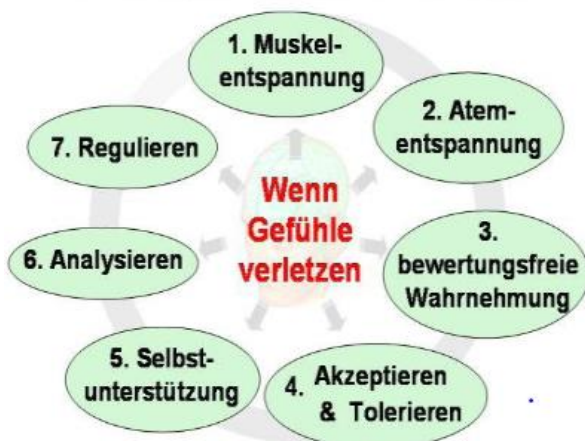 1. Muskel-
entspannung
2. Atem-
entspannung
3.
bewertungsfreie
Wahrnehmung
4. Akzeptieren
& Tolerieren
5. Selbst-
unterstützung
6. Analysieren
7. Regulieren
Wenn
Gefühle
verletzen